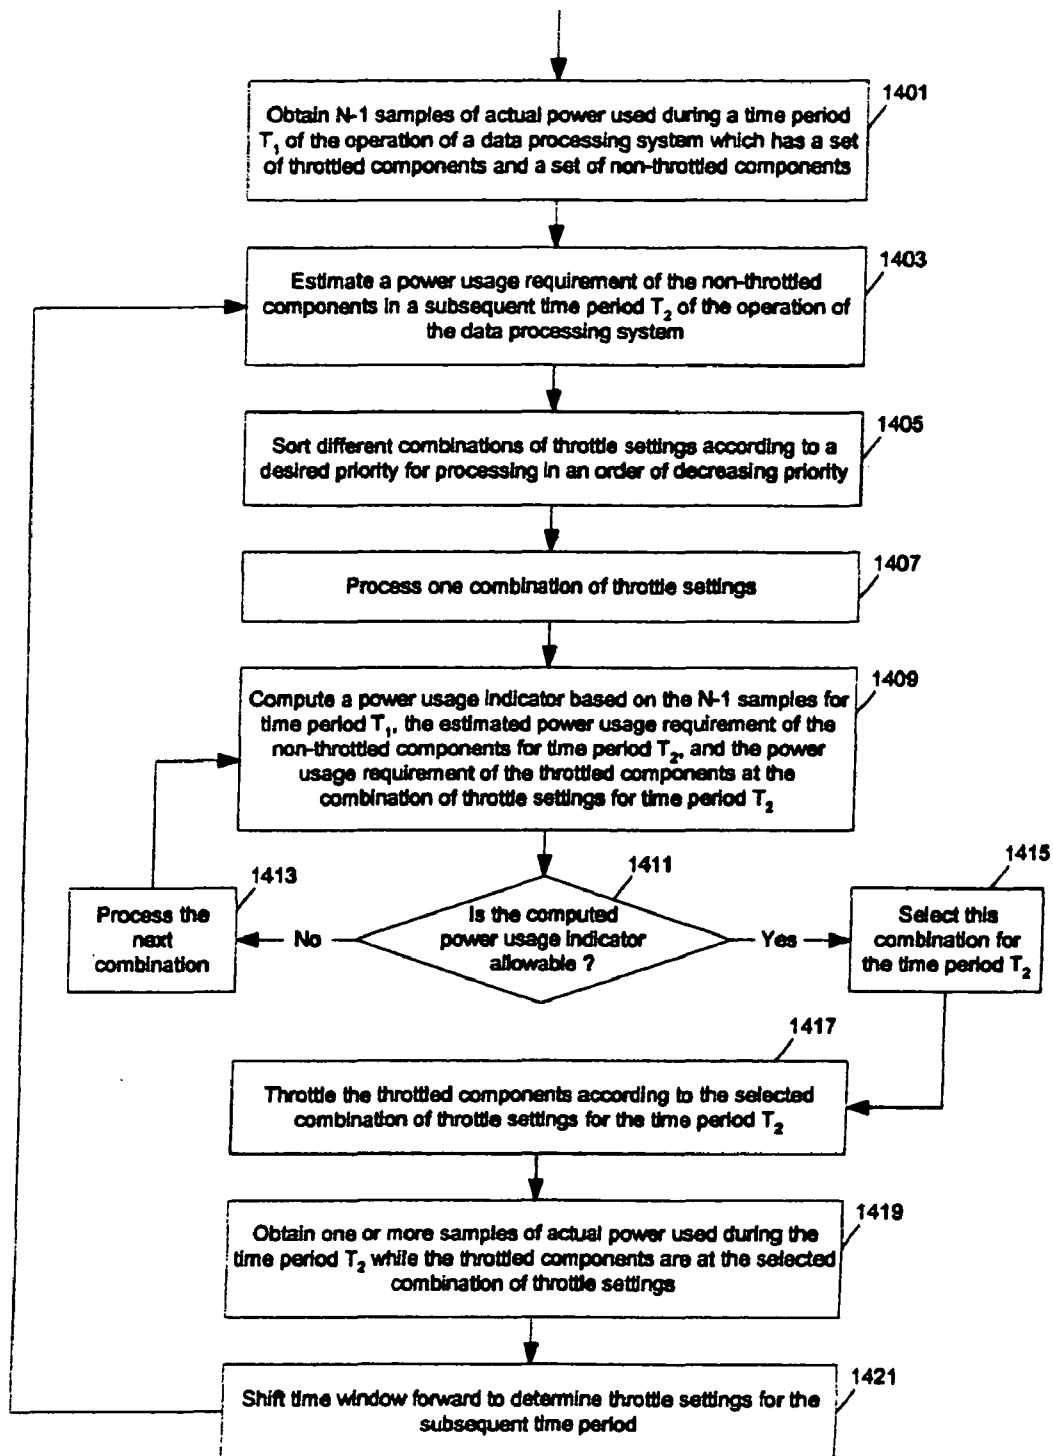 1401
Obtain N-1 samples of actual power used during a time period
T1 of the operation of a data processing system which has a set
of throttled components and a set of non-throttled components
1403
Estimate a power usage requirement of the non-throttled
components in a subsequent time period T2 of the operation of
the data processing system
1405
Sort different combinations of throttle settings according to a
desired priority for processing in an order of decreasing priority
1407
Process one combination of throttle settings
1409
Compute a power usage indicator based on the N-1 samples for
time period T1, the estimated power usage requirement of the
non-throttled components for time period T2, and the power
usage requirement of the throttled components at the
combination of throttle settings for time period T2
1411
Is the computed
power usage indicator
allowable ?
No
1413
Process the
next
combination
Yes
1415
Select this
combination for
the time period T2
1417
Throttle the throttled components according to the selected
combination of throttle settings for the time period T2
1419
Obtain one or more samples of actual power used during the
time period T2 while the throttled components are at the selected
combination of throttle settings
1421
Shift time window forward to determine throttle settings for the
subsequent time period